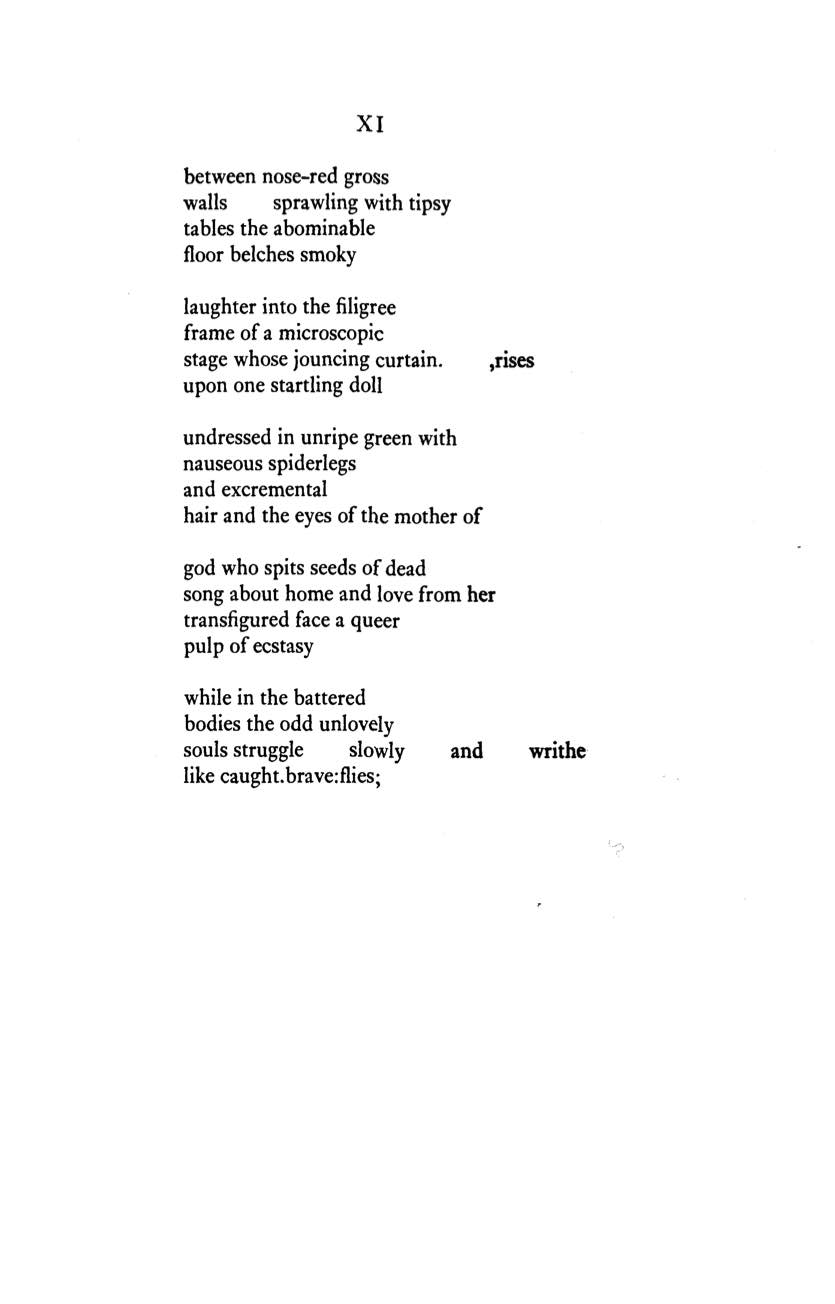 XI
between nose-red gross
walls        sprawling with tipsy
tables the abominable
floor belches smoky

laughter into the filigree
frame of a microscopic
stage whose jouncing curtain.        ,rises
upon one startling doll

undressed in unripe green with
nauseous spiderlegs
and excremental
hair and the eyes of the mother of

god who spits seeds of dead
song about home and love from her
transfigured face a queer
pulp of ecstasy

while in the battered
bodies the odd unlovely
souls struggle        slowly        and        writhe
like caught.brave:flies;